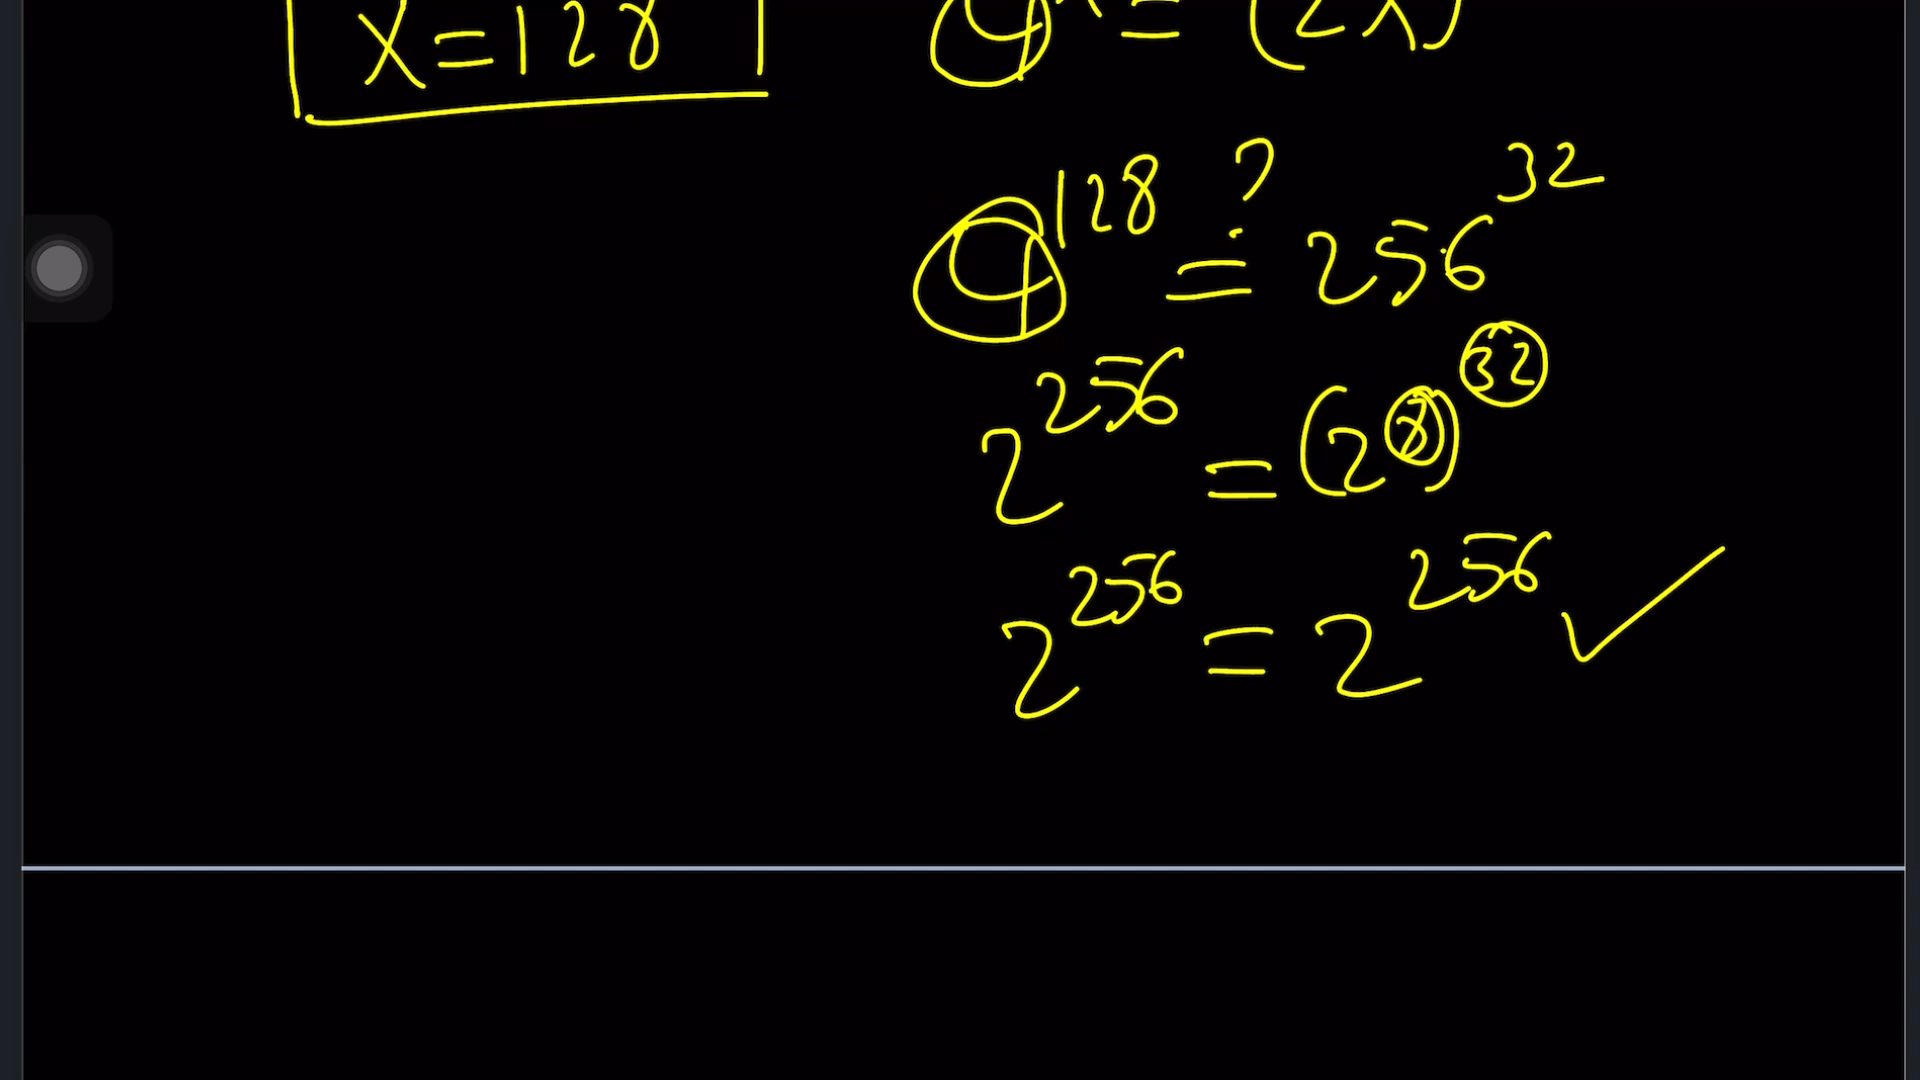 x=128
4^x = (2x)
4^128 ?= 256^32
2^256 = (2^8)^32
2^256 = 2^256 ✓